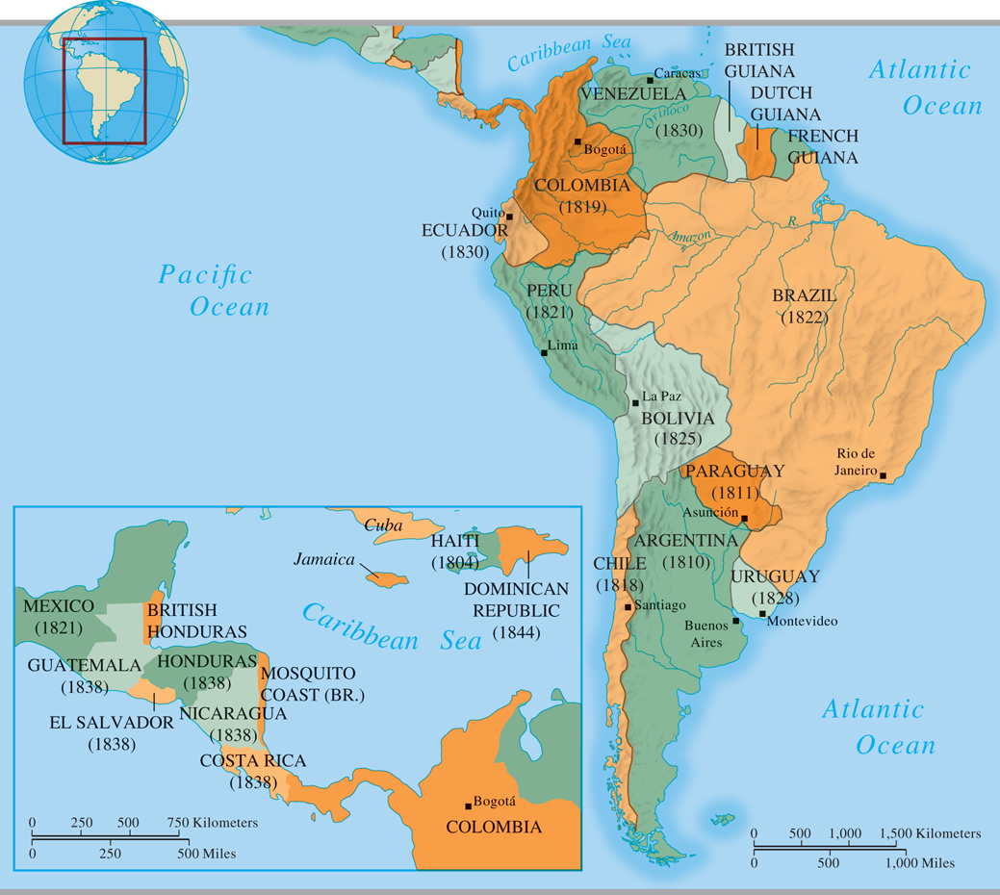 Caribbean Sea
BRITISH
GUIANA
Atlantic
Ocean
Caracas
DUTCH
GUIANA
VENEZUELA
Orinoco
(1830)
FRENCH
GUIANA
Bogotá
COLOMBIA
(1819)
Quito
ECUADOR
(1830)
Amazon
R.
Pacific
Ocean
PERU
(1821)
BRAZIL
(1822)
Lima
La Paz
BOLIVIA
(1825)
Rio de
Janeiro
PARAGUAY
(1811)
Asunción
ARGENTINA
(1810)
CHILE
(1818)
URUGUAY
(1828)
Santiago
Montevideo
Buenos
Aires
Atlantic
Ocean
0 500 1,000 1,500 Kilometers
0 500 1,000 Miles
Cuba
HAITI
(1804)
Jamaica
DOMINICAN
REPUBLIC
(1844)
Caribbean Sea
MEXICO
(1821)
BRITISH
HONDURAS
GUATEMALA
(1838)
HONDURAS
(1838)
MOSQUITO
COAST (BR.)
EL SALVADOR
(1838)
NICARAGUA
(1838)
COSTA RICA
(1838)
Bogotá
COLOMBIA
0 250 500 750 Kilometers
0 250 500 Miles